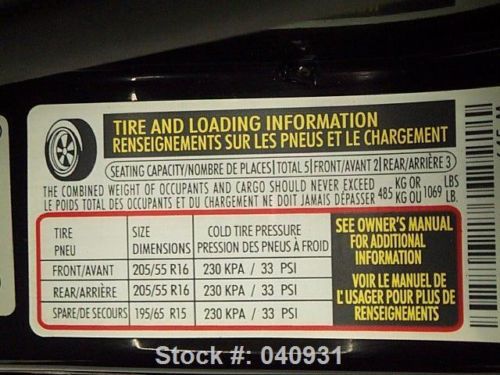 TIRE AND LOADING INFORMATION
RENSEIGNEMENTS SUR LES PNEUS ET LE CHARGEMENT
SEATING CAPACITY/NOMBRE DE PLACES TOTAL 5 FRONT/AVANT 2 REAR/ARRIÈRE 3
THE COMBINED WEIGHT OF OCCUPANTS AND CARGO SHOULD NEVER EXCEED 485 KG OR 1069 LBS
LE POIDS TOTAL DES OCCUPANTS ET DU CHARGEMENT NE DOIT JAMAIS DÉPASSER KG OU LB.
TIRE SIZE COLD TIRE PRESSURE
PNEU DIMENSIONS PRESSION DES PNEUS À FROID
FRONT/AVANT 205/55 R16 230 KPA / 33 PSI
REAR/ARRIÈRE 205/55 R16 230 KPA / 33 PSI
SPARE/DE SECOURS 195/65 R15 230 KPA / 33 PSI
SEE OWNER'S MANUAL
FOR ADDITIONAL
INFORMATION
VOIR LE MANUEL DE
L'USAGER POUR PLUS DE
RENSEIGNEMENTS
Stock #: 040931